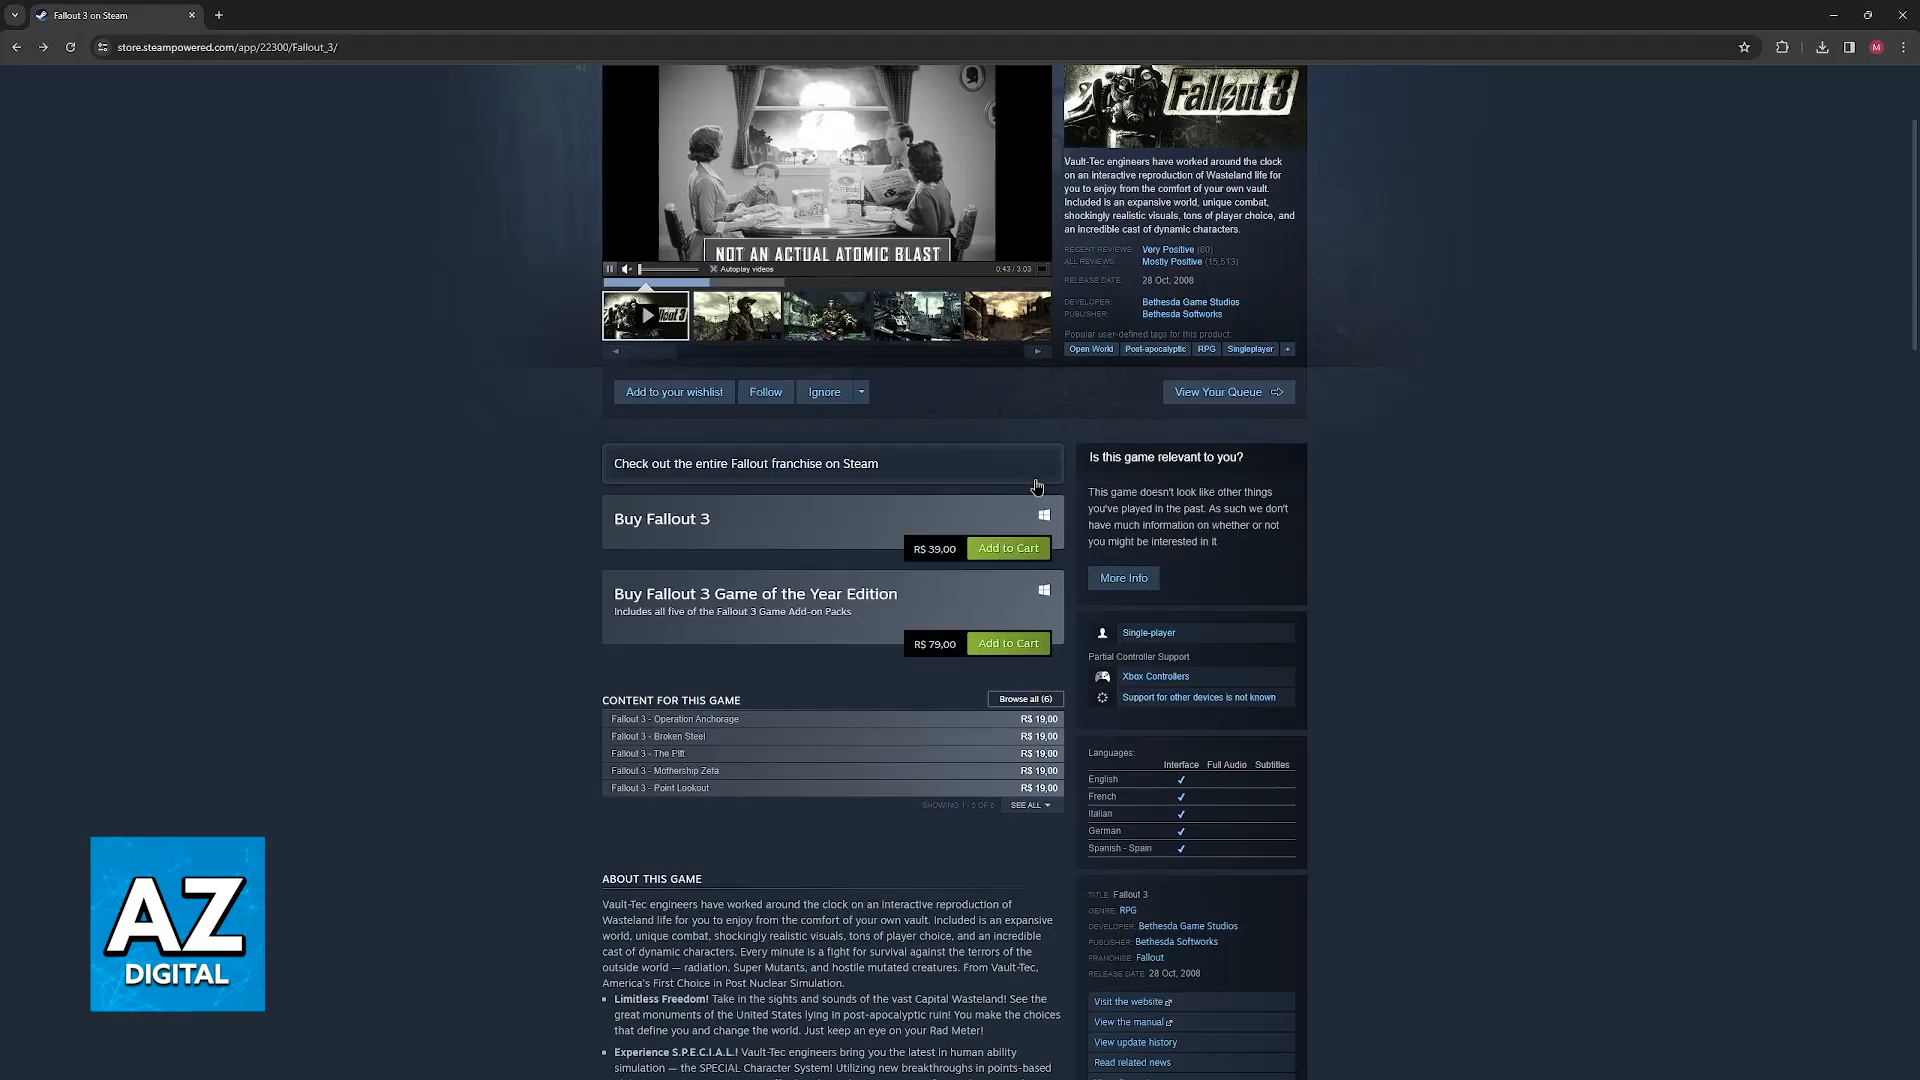 Fallout 3 on Steam
store.steampowered.com/app/22300/Fallout_3/
M
NOT AN ACTUAL ATOMIC BLAST
Autoplay videos
0:43 / 3:03
Fallout 3
Vault-Tec engineers have worked around the clock
on an interactive reproduction of Wasteland life for
you to enjoy from the comfort of your own vault.
Included is an expansive world, unique combat,
shockingly realistic visuals, tons of player choice, and
an incredible cast of dynamic characters.
RECENT REVIEWS: Very Positive (80)
ALL REVIEWS: Mostly Positive (15,513)
RELEASE DATE: 28 Oct, 2008
DEVELOPER: Bethesda Game Studios
PUBLISHER: Bethesda Softworks
Popular user-defined tags for this product:
Open World Post-apocalyptic RPG Singleplayer +
Add to your wishlist Follow Ignore View Your Queue
Check out the entire Fallout franchise on Steam
Buy Fallout 3
R$ 39,00 Add to Cart
Buy Fallout 3 Game of the Year Edition
Includes all five of the Fallout 3 Game Add-on Packs
R$ 79,00 Add to Cart
CONTENT FOR THIS GAME Browse all (6)
Fallout 3 - Operation Anchorage R$ 19,00
Fallout 3 - Broken Steel R$ 19,00
Fallout 3 - The Pitt R$ 19,00
Fallout 3 - Mothership Zeta R$ 19,00
Fallout 3 - Point Lookout R$ 19,00
SHOWING 1 - 5 OF 6 SEE ALL
ABOUT THIS GAME
Vault-Tec engineers have worked around the clock on an interactive reproduction of
Wasteland life for you to enjoy from the comfort of your own vault. Included is an expansive
world, unique combat, shockingly realistic visuals, tons of player choice, and an incredible
cast of dynamic characters. Every minute is a fight for survival against the terrors of the
outside world — radiation, Super Mutants, and hostile mutated creatures. From Vault-Tec,
America's First Choice in Post Nuclear Simulation.
Limitless Freedom! Take in the sights and sounds of the vast Capital Wasteland! See the
great monuments of the United States lying in post-apocalyptic ruin! You make the choices
that define you and change the world. Just keep an eye on your Rad Meter!
Experience S.P.E.C.I.A.L.! Vault-Tec engineers bring you the latest in human ability
simulation — the SPECIAL Character System! Utilizing new breakthroughs in points-based
Is this game relevant to you?
This game doesn't look like other things
you've played in the past. As such we don't
have much information on whether or not
you might be interested in it
More Info
Single-player
Partial Controller Support
Xbox Controllers
Support for other devices is not known
Languages:
Interface Full Audio Subtitles
English ✔
French ✔
Italian ✔
German ✔
Spanish - Spain ✔
TITLE: Fallout 3
GENRE: RPG
DEVELOPER: Bethesda Game Studios
PUBLISHER: Bethesda Softworks
FRANCHISE: Fallout
RELEASE DATE: 28 Oct, 2008
Visit the website
View the manual
View update history
Read related news
AZ
DIGITAL